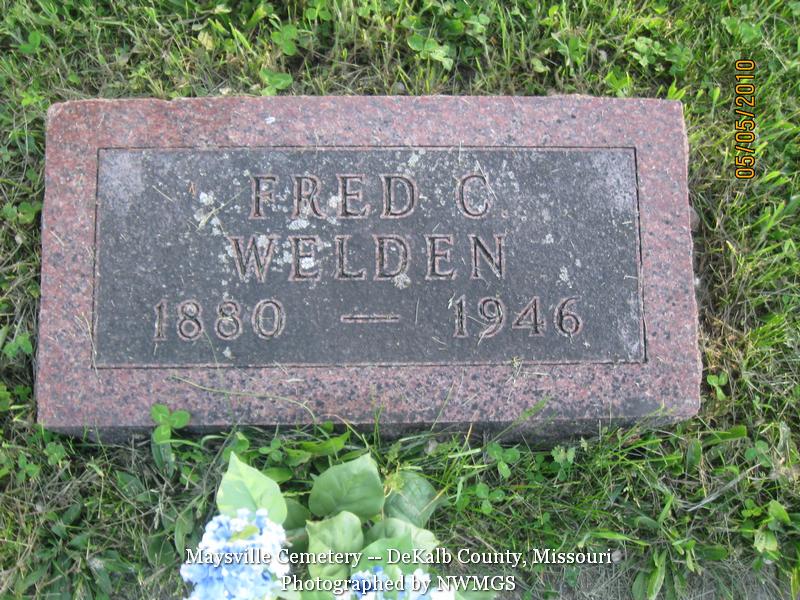 FRED C.
WELDEN
1880 — 1946
05/05/2010
Maysville Cemetery -- DeKalb County, Missouri
Photographed by NWMGS